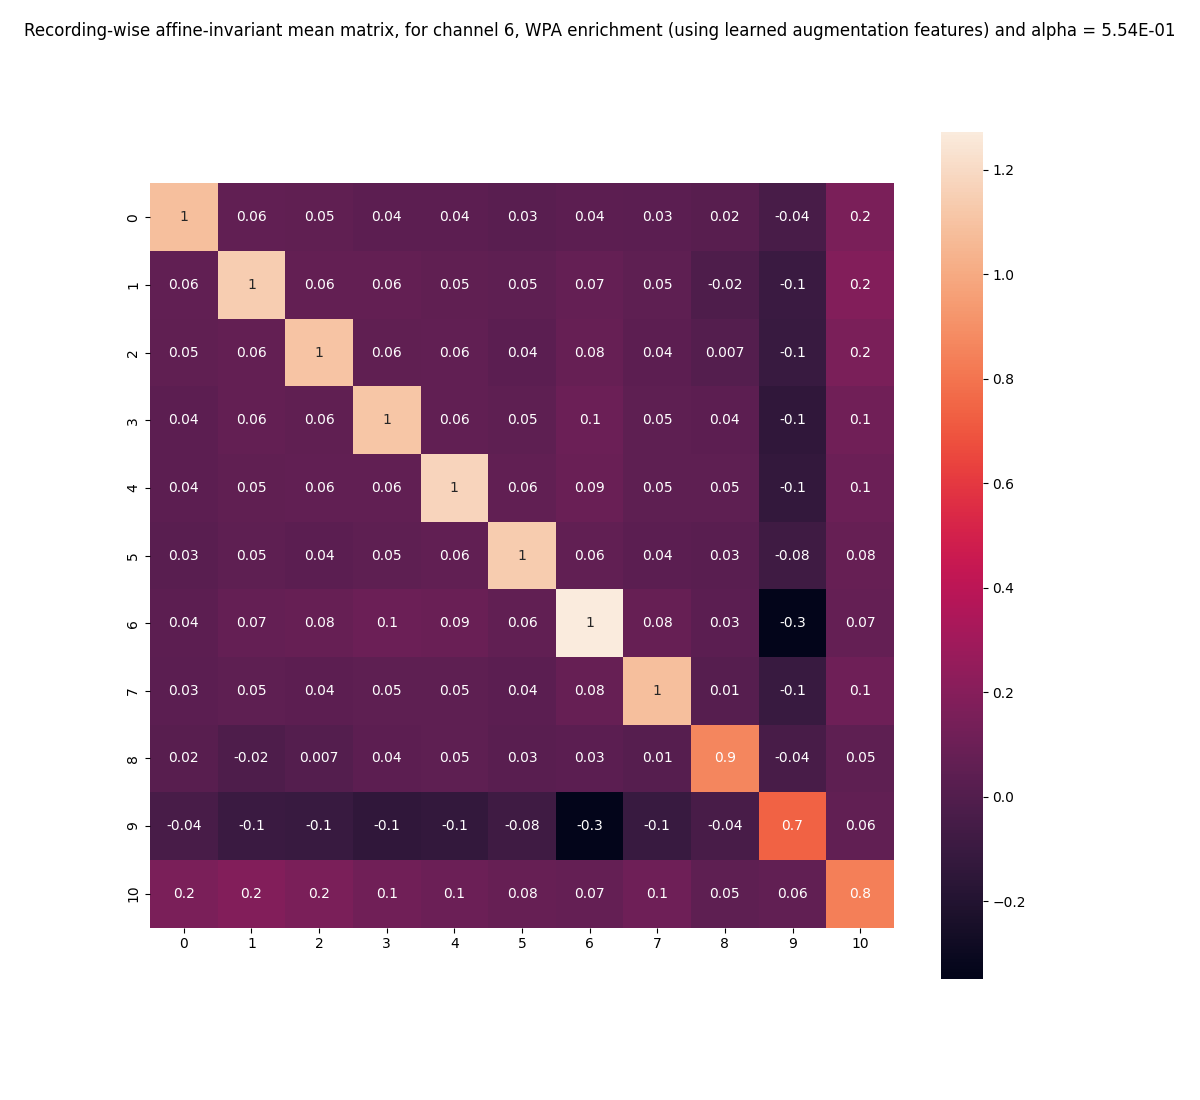 Recording-wise affine-invariant mean matrix, for channel 6, WPA enrichment (using learned augmentation features) and alpha = 5.54E-01
1.2
1.0
0.8
0.6
0.4
0.2
0.0
−0.2
0 1 0.06 0.05 0.04 0.04 0.03 0.04 0.03 0.02 -0.04 0.2
1 0.06 1 0.06 0.06 0.05 0.05 0.07 0.05 -0.02 -0.1 0.2
2 0.05 0.06 1 0.06 0.06 0.04 0.08 0.04 0.007 -0.1 0.2
3 0.04 0.06 0.06 1 0.06 0.05 0.1 0.05 0.04 -0.1 0.1
4 0.04 0.05 0.06 0.06 1 0.06 0.09 0.05 0.05 -0.1 0.1
5 0.03 0.05 0.04 0.05 0.06 1 0.06 0.04 0.03 -0.08 0.08
6 0.04 0.07 0.08 0.1 0.09 0.06 1 0.08 0.03 -0.3 0.07
7 0.03 0.05 0.04 0.05 0.05 0.04 0.08 1 0.01 -0.1 0.1
8 0.02 -0.02 0.007 0.04 0.05 0.03 0.03 0.01 0.9 -0.04 0.05
9 -0.04 -0.1 -0.1 -0.1 -0.1 -0.08 -0.3 -0.1 -0.04 0.7 0.06
10 0.2 0.2 0.2 0.1 0.1 0.08 0.07 0.1 0.05 0.06 0.8
0 1 2 3 4 5 6 7 8 9 10